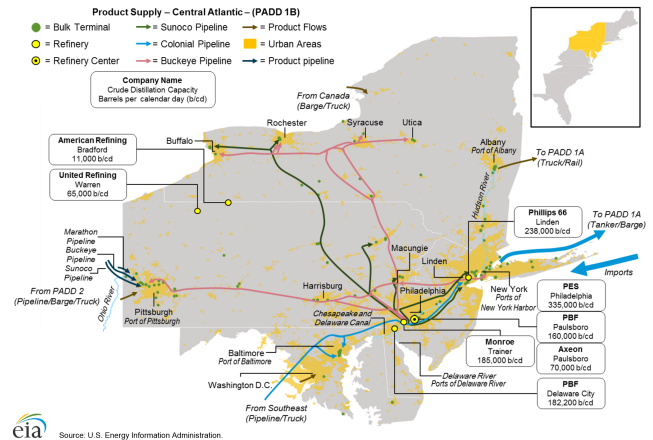 Product Supply – Central Atlantic – (PADD 1B)
= Bulk Terminal
= Sunoco Pipeline
= Product Flows
= Refinery
= Colonial Pipeline
= Urban Areas
= Refinery Center
= Buckeye Pipeline
= Product pipeline
Company Name
Crude Distillation Capacity
Barrels per calendar day (b/cd)
From Canada
(Barge/Truck)
Rochester
Syracuse
Utica
Buffalo
American Refining
Bradford
11,000 b/cd
Albany
Port of Albany
To PADD 1A
(Truck/Rail)
United Refining
Warren
65,000 b/cd
Hudson River
Phillips 66
Linden
238,000 b/cd
To PADD 1A
(Tanker/Barge)
Marathon
Pipeline
Buckeye
Pipeline
Sunoco
Pipeline
From PADD 2
(Pipeline/Barge/Truck)
Ohio River
Pittsburgh
Port of Pittsburgh
Macungie
Linden
Harrisburg
Philadelphia
New York
Ports of
New York Harbor
Imports
PES
Philadelphia
335,000 b/cd
PBF
Paulsboro
160,000 b/cd
Axeon
Paulsboro
70,000 b/cd
PBF
Delaware City
182,200 b/cd
Monroe
Trainer
185,000 b/cd
Chesapeake and
Delaware Canal
Baltimore
Port of Baltimore
Washington D.C.
Delaware River
Ports of Delaware River
From Southeast
(Pipeline/Truck)
eia
Source: U.S. Energy Information Administration.